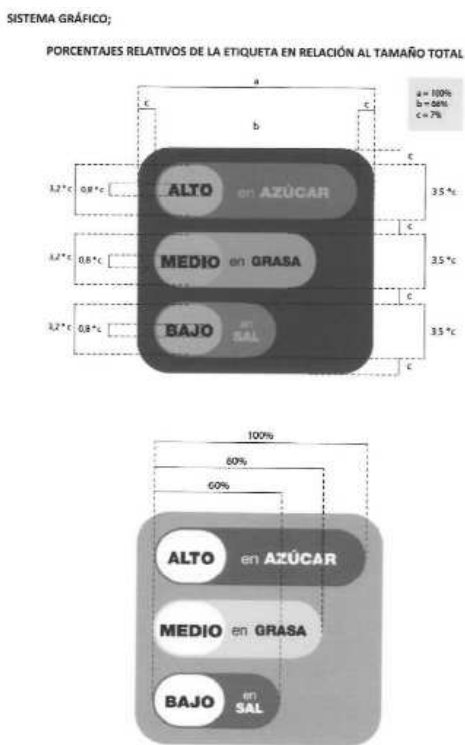 SISTEMA GRÁFICO;
PORCENTAJES RELATIVOS DE LA ETIQUETA EN RELACIÓN AL TAMAÑO TOTAL
a
a = 100%
b = 86%
c = 7%
c
c
b
c
3,2 * c
0,8 * c
ALTO en AZÚCAR
3.5 * c
c
3,2 * c
0,8 * c
MEDIO en GRASA
3,5 * c
c
3,2 * c
0,8 * c
BAJO en SAL
3,5 * c
c
100%
80%
60%
ALTO en AZÚCAR
MEDIO en GRASA
BAJO en SAL